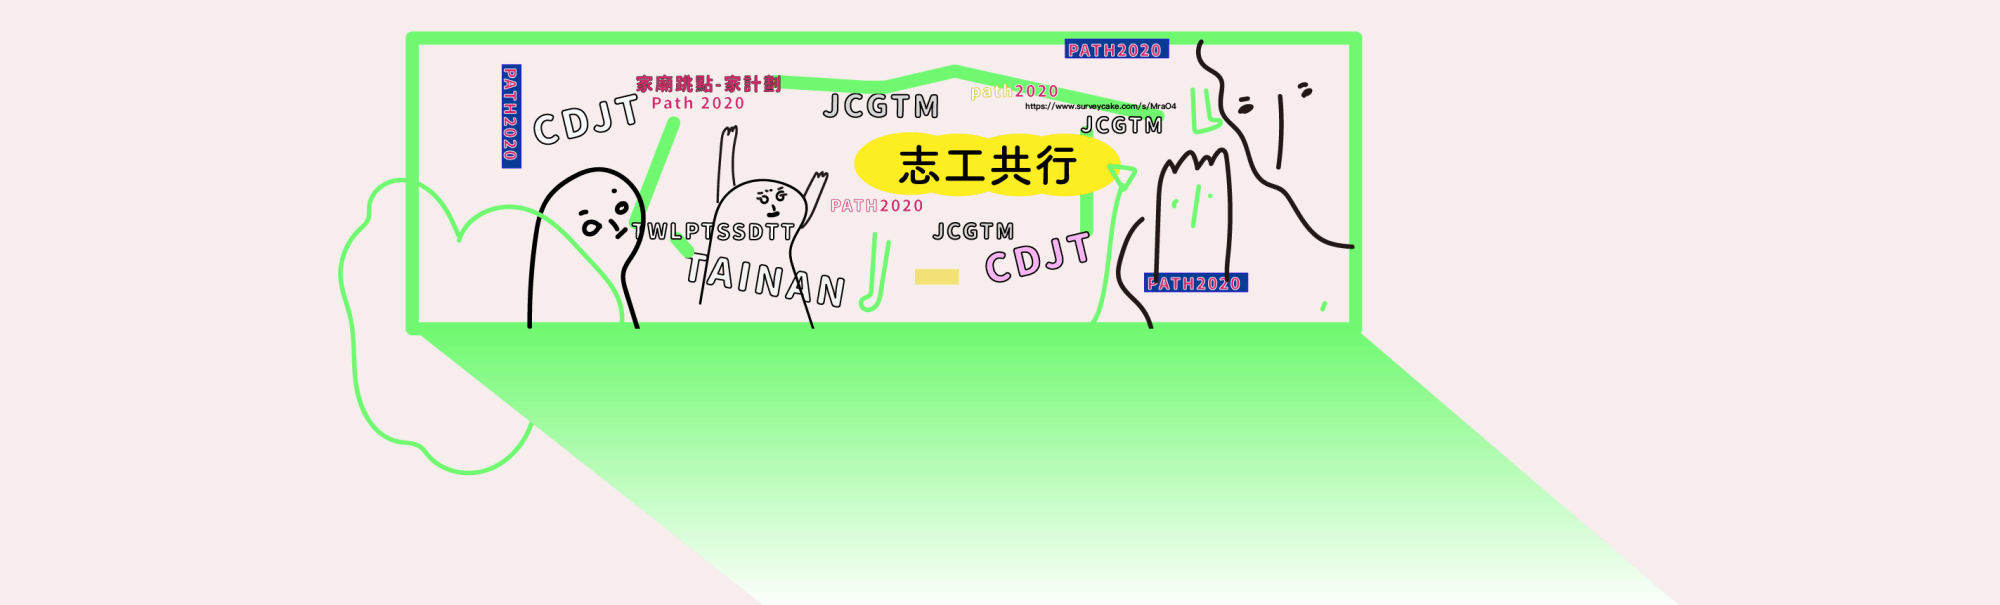 PATH2020
PATH2020
家廟跳點-家計劃
Path 2020
CDJT
JCGTM
path2020
https://www.surveycake.com/s/MraO4
JCGTM
志工共行
PATH2020
TWLPTSSDTT
JCGTM
CDJT
TAINAN
PATH2020